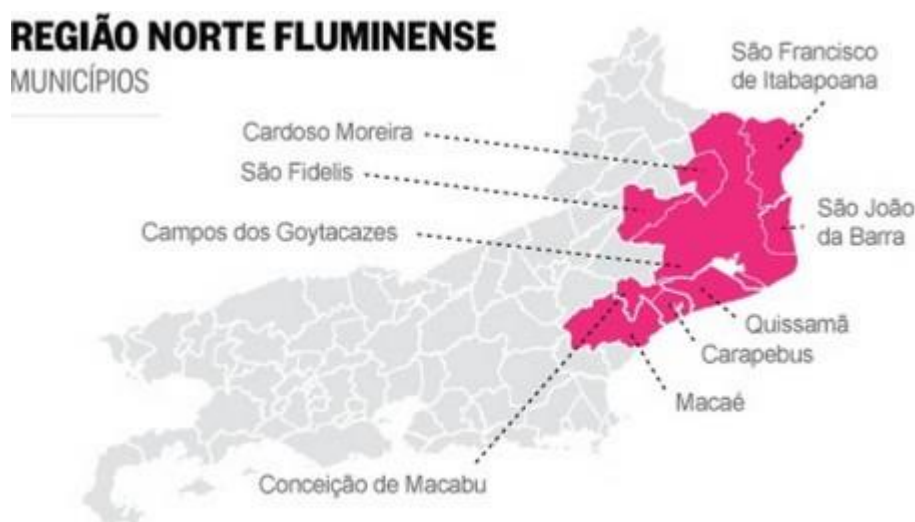 REGIÃO NORTE FLUMINENSE
MUNICÍPIOS
São Francisco
de Itabapoana
Cardoso Moreira
São Fidelis
São João
da Barra
Campos dos Goytacazes
Quissamã
Carapebus
Macaé
Conceição de Macabu